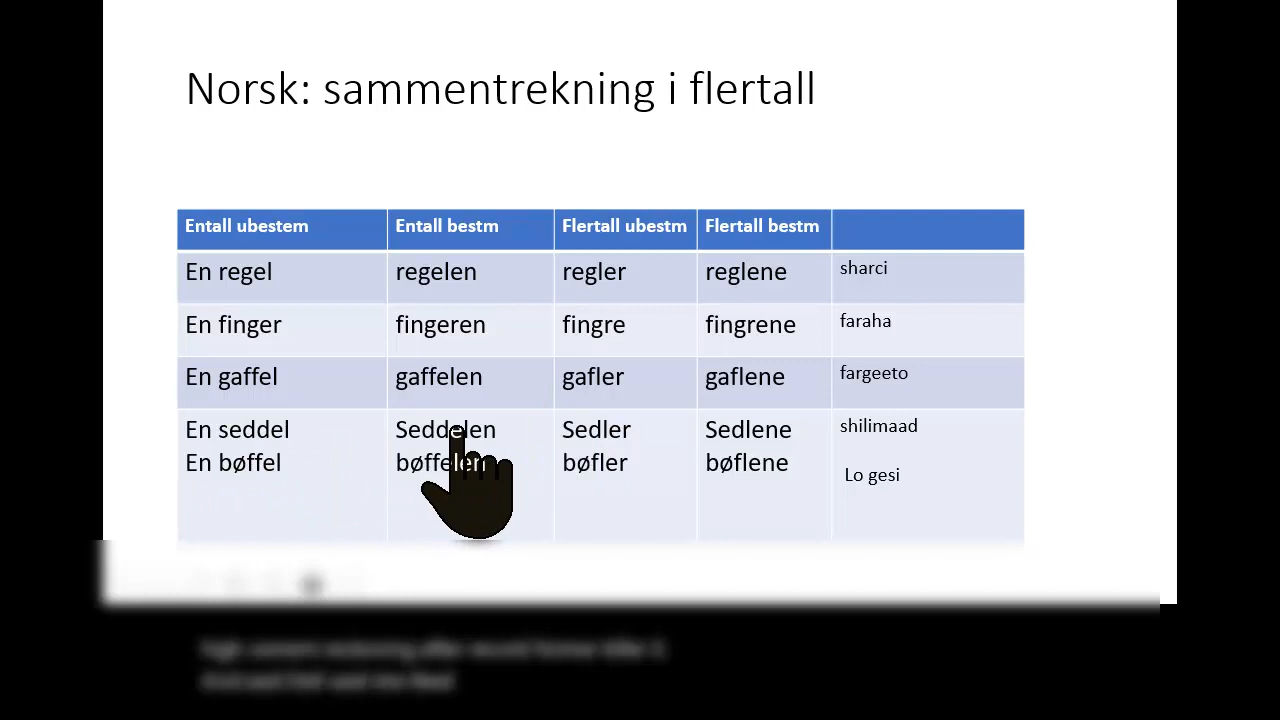 Norsk: sammentrekning i flertall
Entall ubestem Entall bestm Flertall ubestm Flertall bestm
En regel regelen regler reglene sharci
En finger fingeren fingre fingrene faraha
En gaffel gaffelen gafler gaflene fargeeto
En seddel Seddelen Sedler Sedlene shilimaad
En bøffel bøffelen bøfler bøflene
Lo gesi